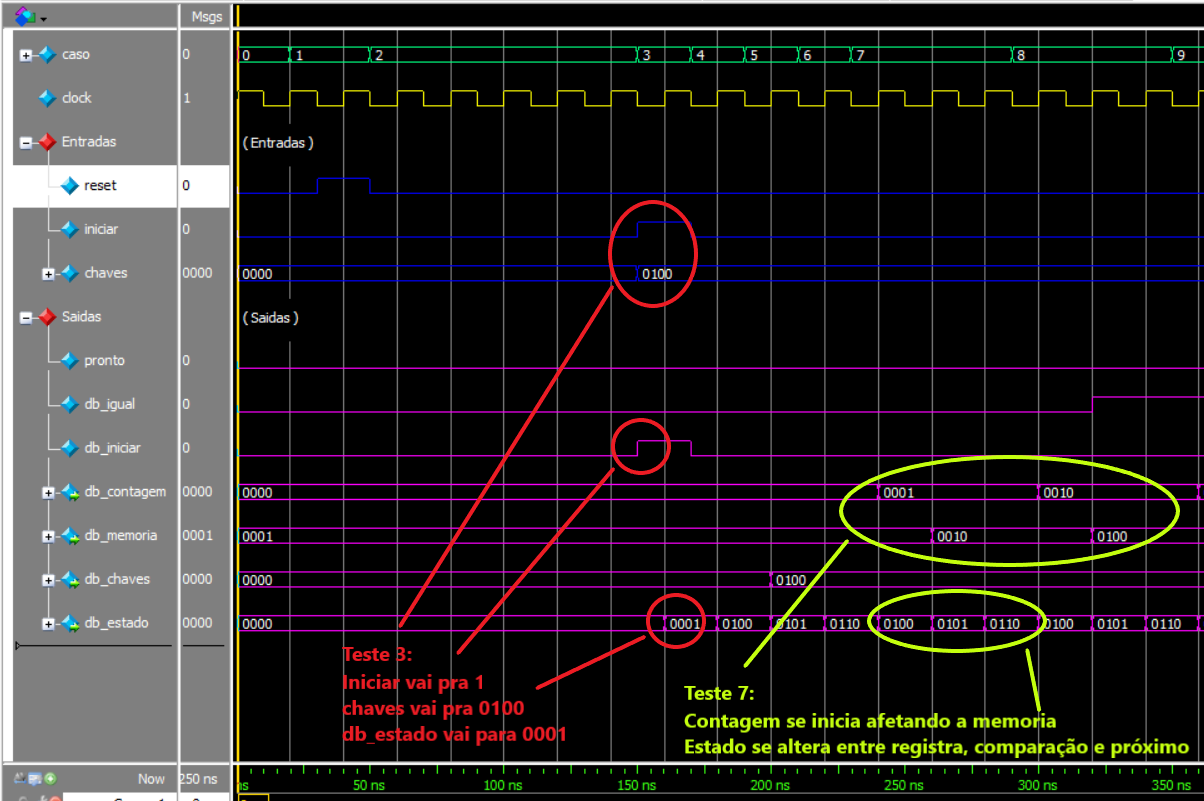 Msgs
caso 0 0 1 2 3 4 5 6 7 8 9
clock 1
Entradas (Entradas)
reset 0
iniciar 0
chaves 0000 0000 0100
Saidas (Saidas)
pronto 0
db_igual 0
db_iniciar 0
db_contagem 0000 0000 0001 0010
db_memoria 0001 0001 0010 0100
db_chaves 0000 0000 0100
db_estado 0000 0000 0001 0100 0101 0110 0100 0101 0110 0100 0101 0110
Teste 3:
Iniciar vai pra 1
chaves vai pra 0100
db_estado vai para 0001
Teste 7:
Contagem se inicia afetando a memoria
Estado se altera entre registra, comparação e próximo
Now 250 ns ns 50 ns 100 ns 150 ns 200 ns 250 ns 300 ns 350 ns